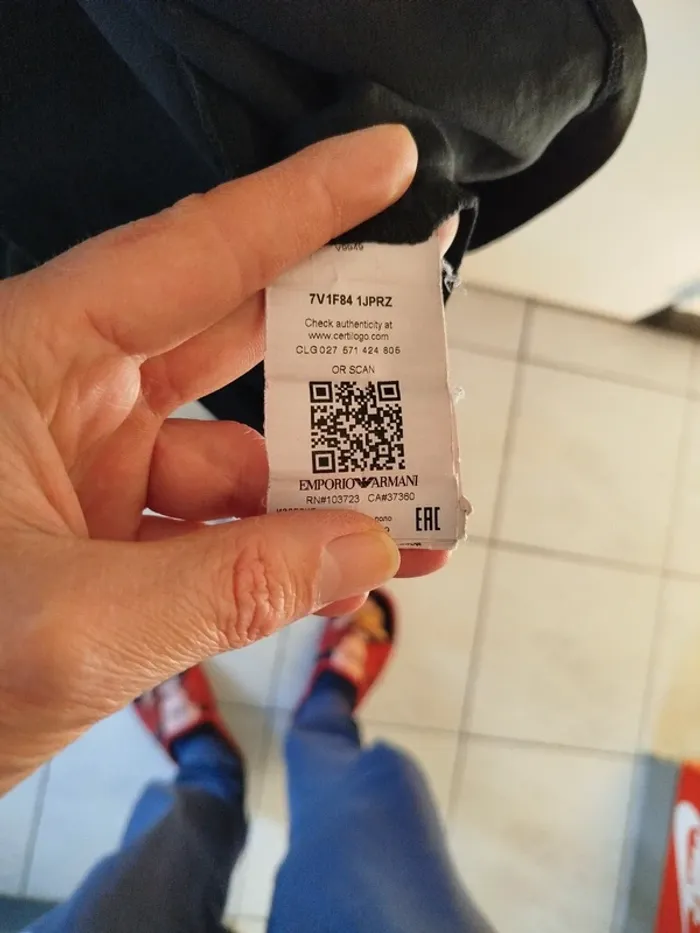 7V1F84 1JPRZ
Check authenticity at
www.certilogo.com
CLG 027 571 424 806
OR SCAN
EMPORIO ARMANI
RN#103723 CA#37360
EAC